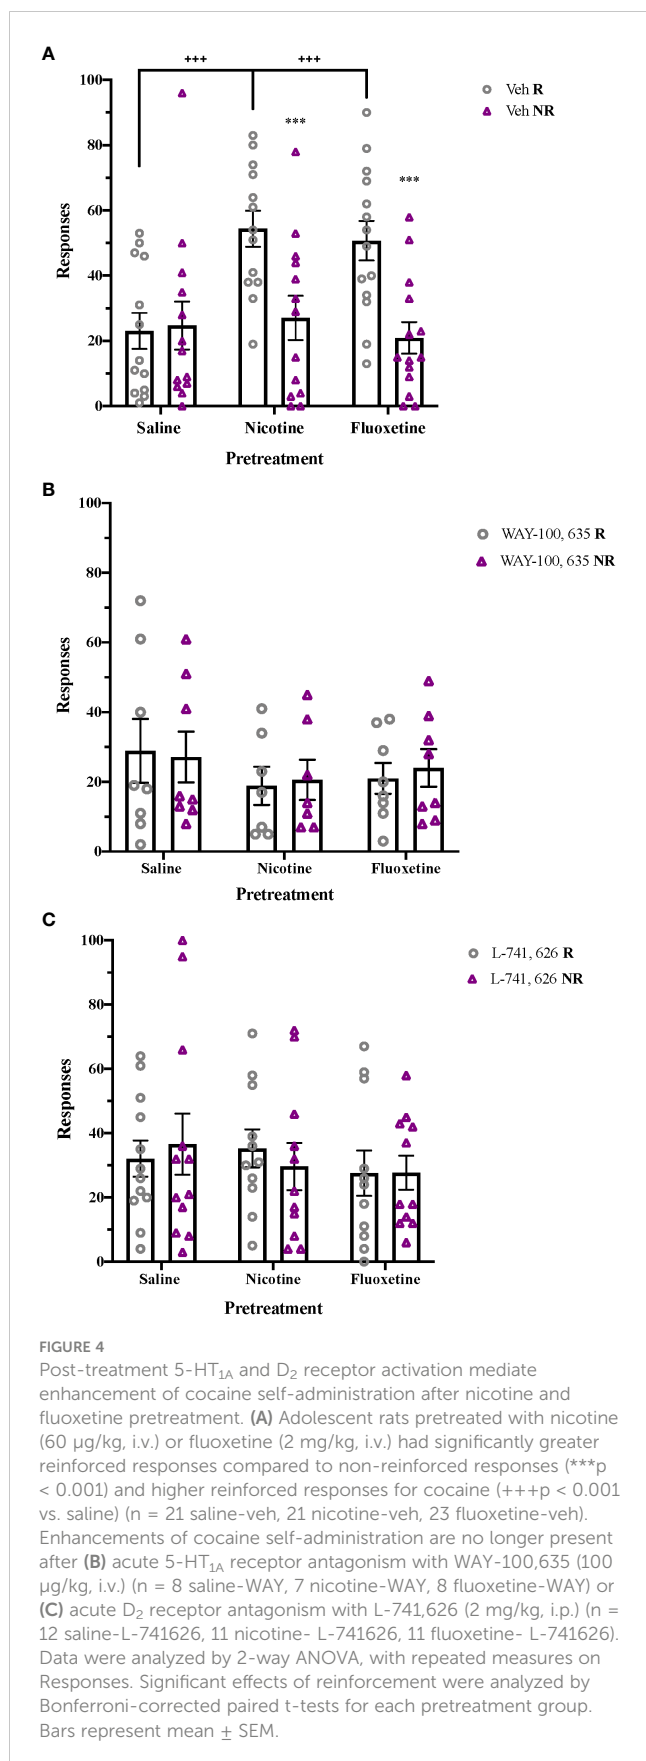 A
+++ +++
100
80
60
40
20
0
Responses
Veh R
Veh NR
***
***
Saline Nicotine Fluoxetine
Pretreatment
B
100
80
60
40
20
0
Responses
WAY-100, 635 R
WAY-100, 635 NR
Saline Nicotine Fluoxetine
Pretreatment
C
100
80
60
40
20
0
Responses
L-741, 626 R
L-741, 626 NR
Saline Nicotine Fluoxetine
Pretreatment
FIGURE 4
Post-treatment 5-HT1A and D2 receptor activation mediate
enhancement of cocaine self-administration after nicotine and
fluoxetine pretreatment. (A) Adolescent rats pretreated with nicotine
(60 µg/kg, i.v.) or fluoxetine (2 mg/kg, i.v.) had significantly greater
reinforced responses compared to non-reinforced responses (***p
< 0.001) and higher reinforced responses for cocaine (+++p < 0.001
vs. saline) (n = 21 saline-veh, 21 nicotine-veh, 23 fluoxetine-veh).
Enhancements of cocaine self-administration are no longer present
after (B) acute 5-HT1A receptor antagonism with WAY-100,635 (100
µg/kg, i.v.) (n = 8 saline-WAY, 7 nicotine-WAY, 8 fluoxetine-WAY) or
(C) acute D2 receptor antagonism with L-741,626 (2 mg/kg, i.p.) (n =
12 saline-L-741626, 11 nicotine- L-741626, 11 fluoxetine- L-741626).
Data were analyzed by 2-way ANOVA, with repeated measures on
Responses. Significant effects of reinforcement were analyzed by
Bonferroni-corrected paired t-tests for each pretreatment group.
Bars represent mean ± SEM.